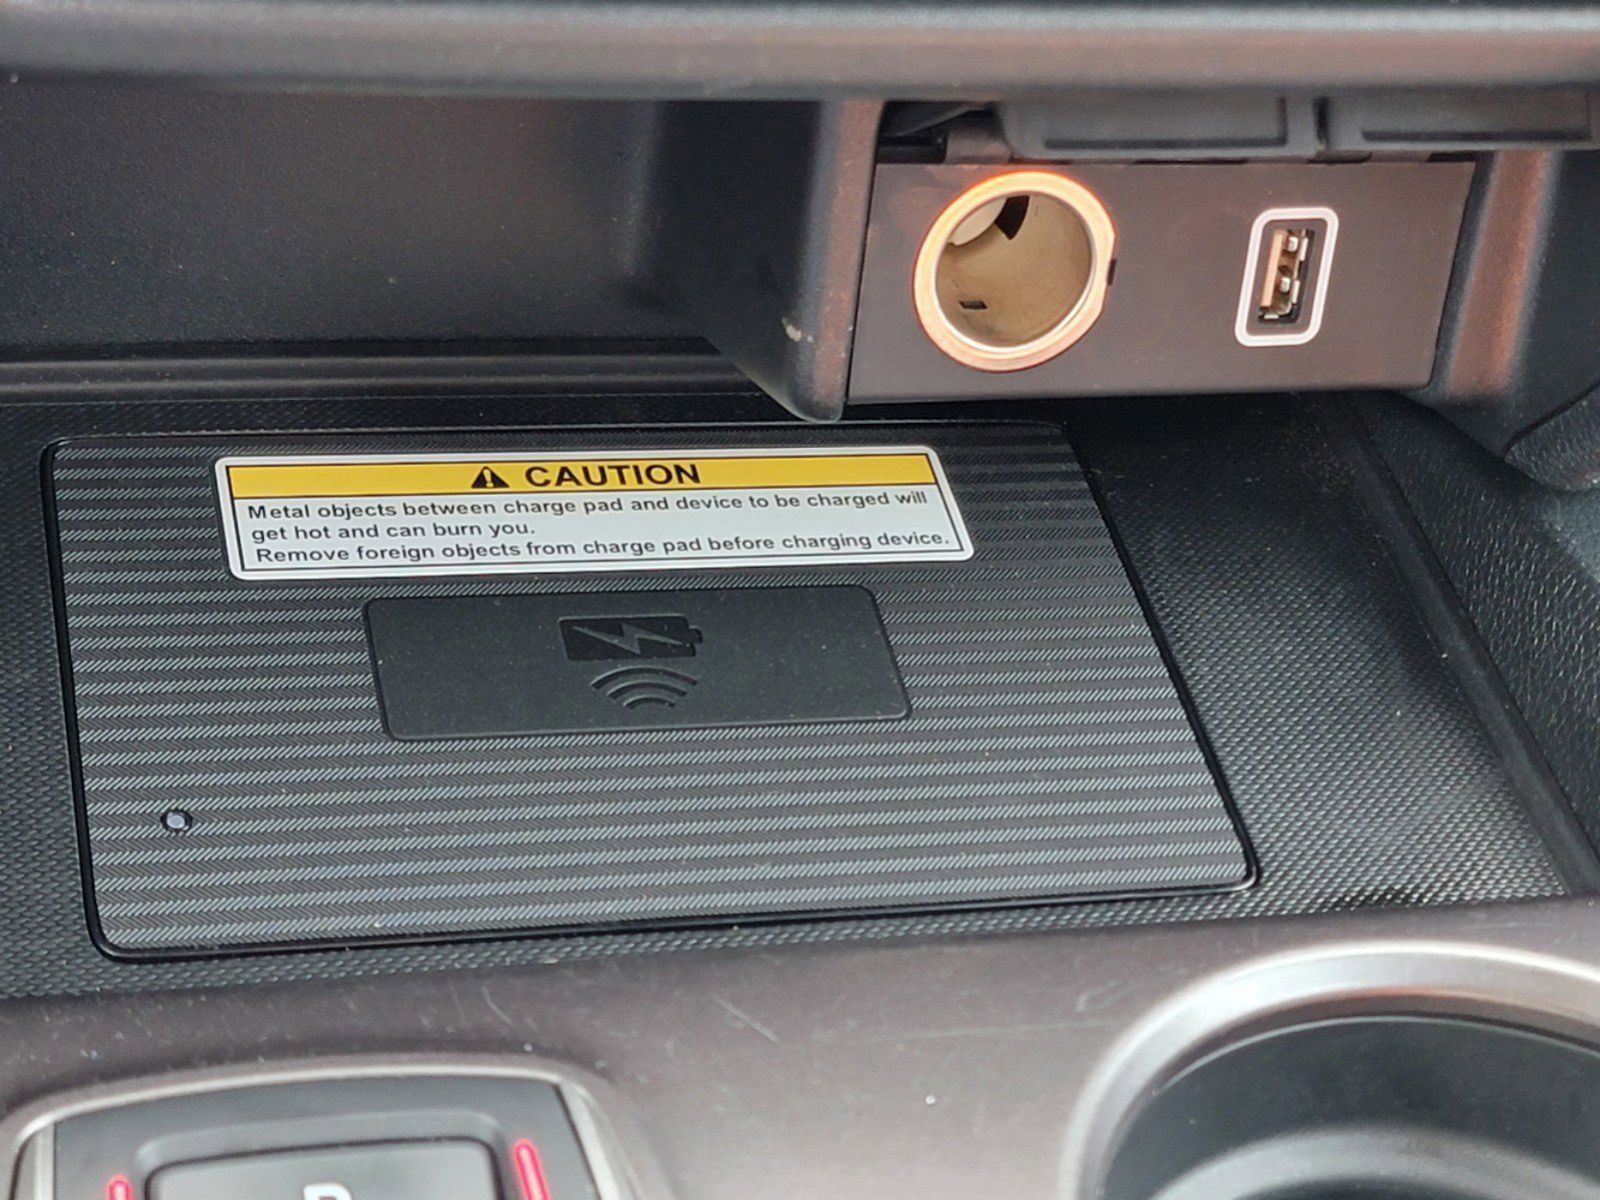 CAUTION
Metal objects between charge pad and device to be charged will
get hot and can burn you.
Remove foreign objects from charge pad before charging device.